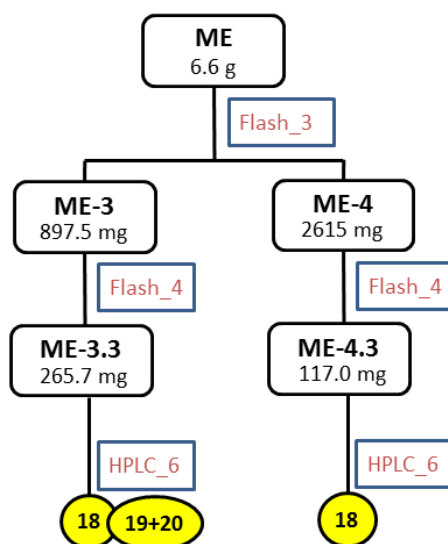 ME
6.6 g
Flash_3
ME-3
897.5 mg
ME-4
2615 mg
Flash_4
Flash_4
ME-3.3
265.7 mg
ME-4.3
117.0 mg
HPLC_6
HPLC_6
18
19+20
18